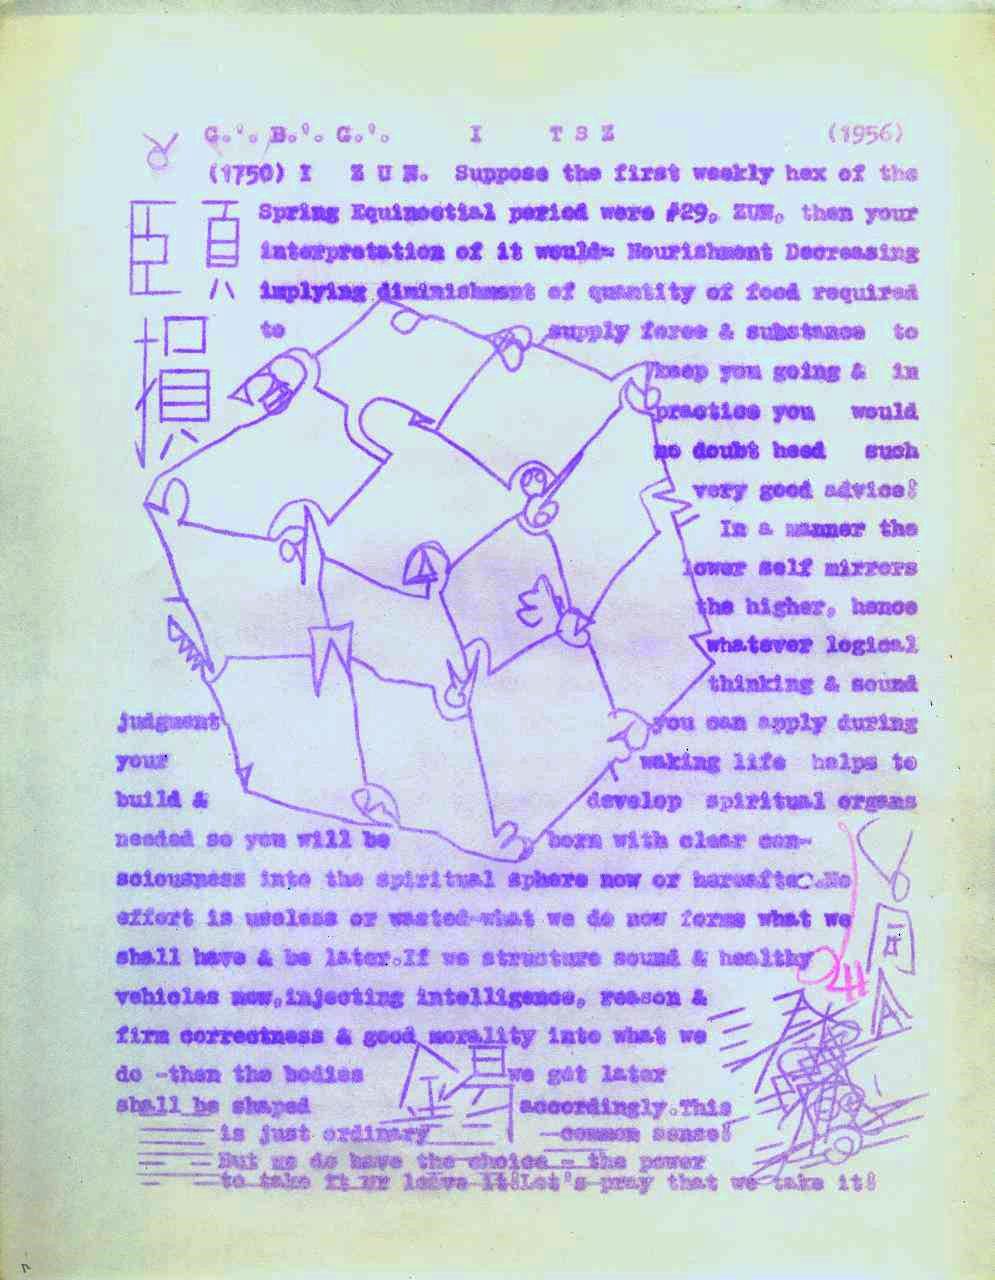 G.'. B.'. G.'. I TSZ (1956)
(1750) I ZUN. Suppose the first weekly hex of the
Spring Equinoctial period were #29, ZUN, then your
interpretation of it would- Nourishment Decreasing
implying diminishment of quantity of food required
to supply force & substance to
keep you going & in
practice you would
no doubt heed such
very good advice!
In a manner the
lower self mirrors
the higher, hence
whatever logical
thinking & sound
judgment you can apply during
your waking life helps to
build & develop spiritual organs
needed so you will be born with clear con-
sciousness into the spiritual sphere now or hereafter.No
effort is useless or wasted-what we do now forms what we
shall have & be later.If we structure sound & healthy
vehicles now,injecting intelligence, reason &
firm correctness & good morality into what we
do -then the bodies we get later
shall be shaped accordingly.This
is just ordinary common sense!
But we do have the choice - the power
to take it or leave it!Let's pray that we take it!